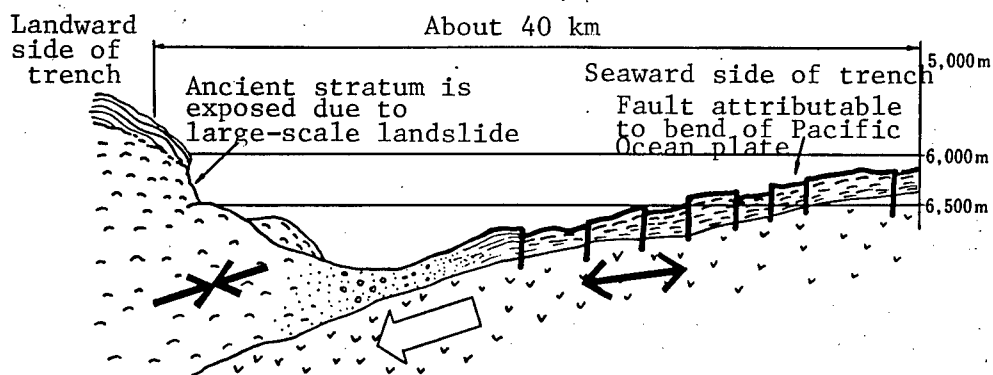 Landward
side of
trench
About 40 km
5,000m
Ancient stratum is
exposed due to
large-scale landslide
Seaward side of trench
Fault attributable
to bend of Pacific
Ocean plate
6,000m
6,500m